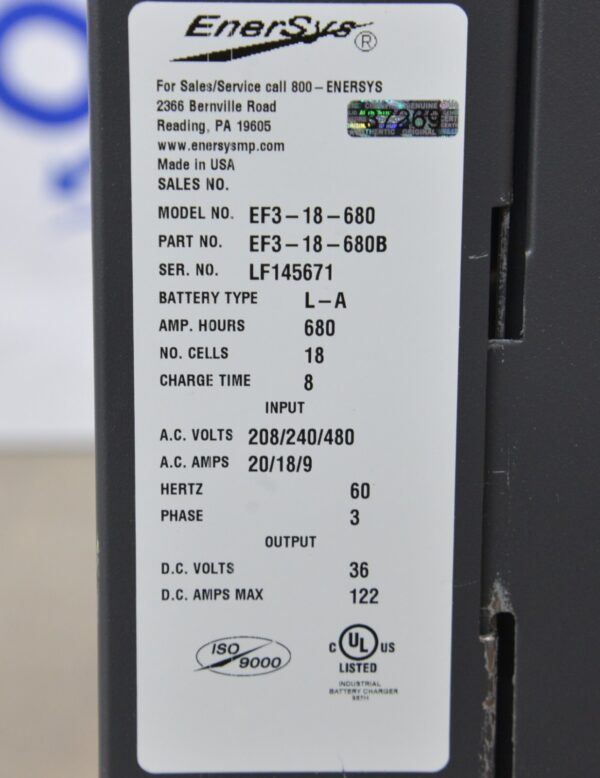 EnerSys®
For Sales/Service call 800-ENERSYS
2366 Bernville Road
Reading, PA 19605
www.enersysmp.com
Made in USA
SALES NO.
MODEL NO. EF3-18-680
PART NO. EF3-18-680B
SER. NO. LF145671
BATTERY TYPE L-A
AMP. HOURS 680
NO. CELLS 18
CHARGE TIME 8
INPUT
A.C. VOLTS 208/240/480
A.C. AMPS 20/18/9
HERTZ 60
PHASE 3
OUTPUT
D.C. VOLTS 36
D.C. AMPS MAX 122
ISO 9000
C UL US
LISTED
INDUSTRIAL
BATTERY CHARGER